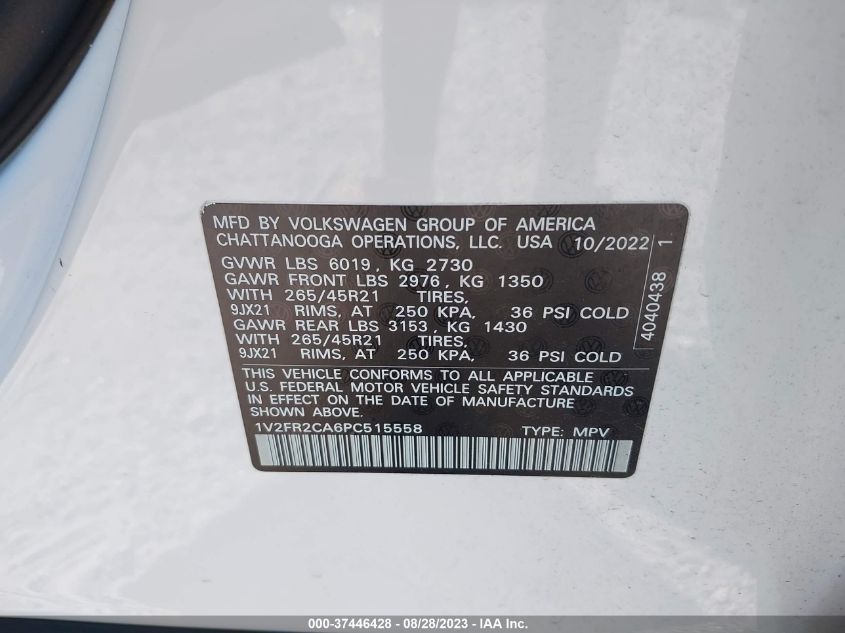 MFD BY VOLKSWAGEN GROUP OF AMERICA
CHATTANOOGA OPERATIONS, LLC. USA 10/2022
GVWR LBS 6019, KG 2730
GAWR FRONT LBS 2976, KG 1350
WITH 265/45R21 TIRES,
9JX21 RIMS, AT 250 KPA, 36 PSI COLD
GAWR REAR LBS 3153, KG 1430
WITH 265/45R21 TIRES,
9JX21 RIMS, AT 250 KPA, 36 PSI COLD
THIS VEHICLE CONFORMS TO ALL APPLICABLE
U.S. FEDERAL MOTOR VEHICLE SAFETY STANDARDS
IN EFFECT ON THE DATE OF MANUFACTURE
SHOWN ABOVE.
1V2FR2CA6PC515558 TYPE: MPV
4040438 1
000-37446428 - 08/28/2023 - IAA Inc.